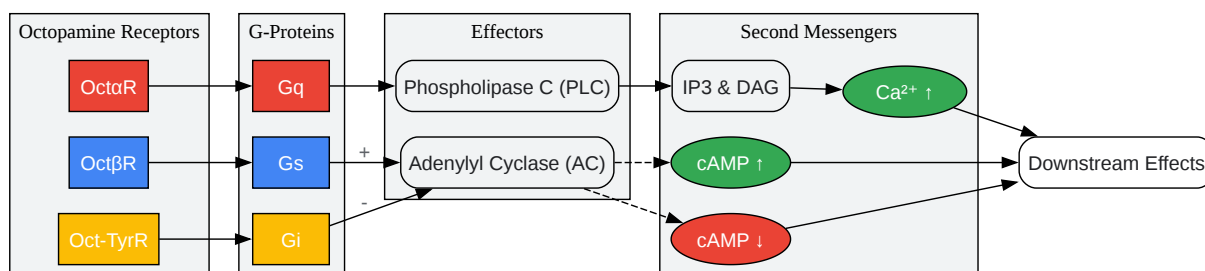 Octopamine Receptors
G-Proteins
Effectors
Second Messengers
OctαR
Gq
Phospholipase C (PLC)
IP3 & DAG
Ca²⁺ ↑
OctβR
Gs
+
Adenylyl Cyclase (AC)
cAMP ↑
Downstream Effects
Oct-TyrR
Gi
-
cAMP ↓